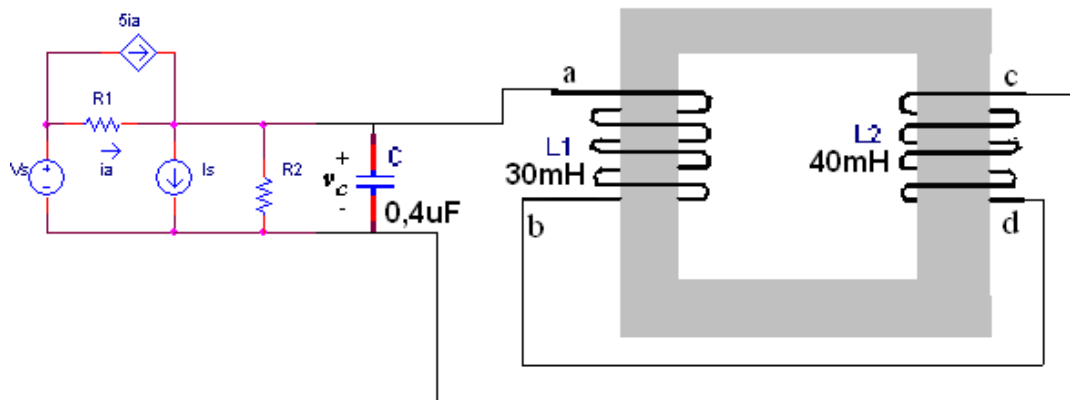 5ia
R1
ia
Vs
+
-
Is
R2
+
vc
-
C
0,4uF
a
L1
30mH
b
c
L2
40mH
d